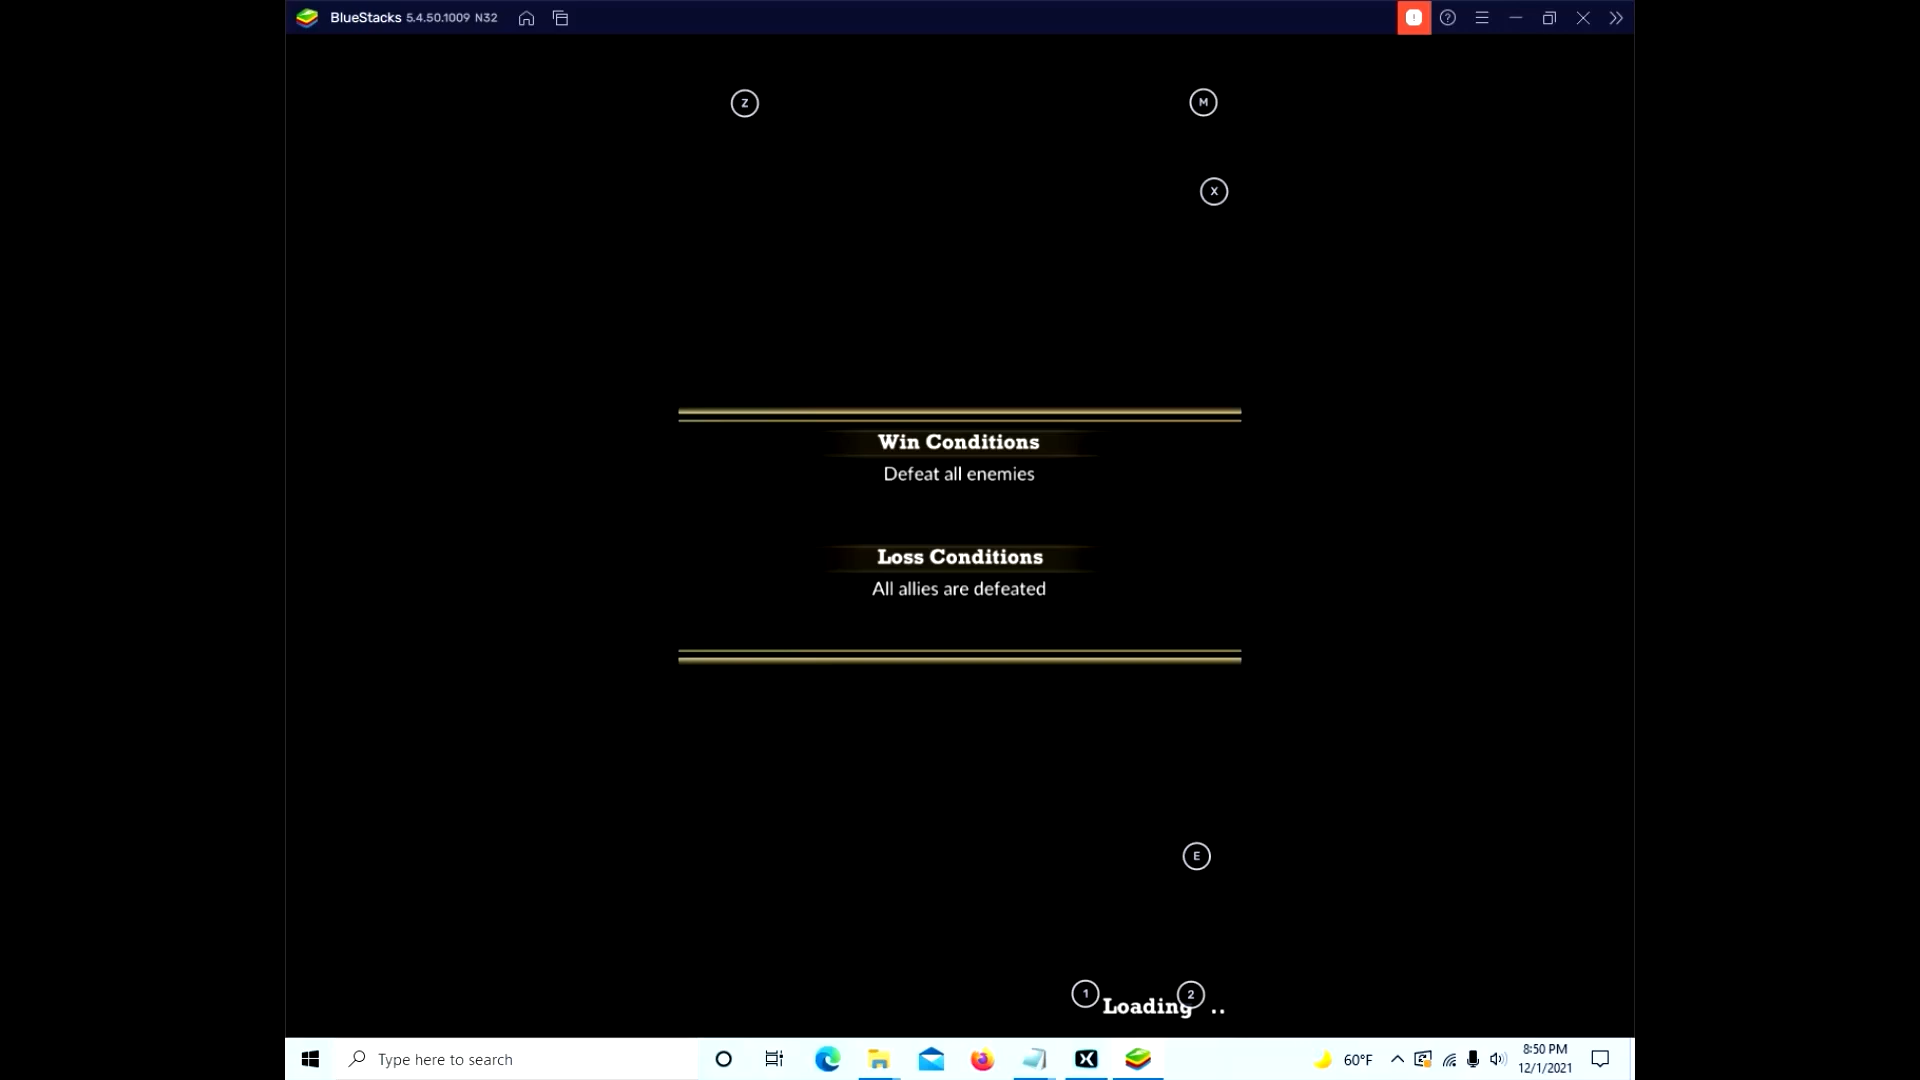 BlueStacks 5.4.50.1009 N32
Z
M
X
Win Conditions
Defeat all enemies
Loss Conditions
All allies are defeated
E
1
2
Loading ..
Type here to search
60°F
8:50 PM
12/1/2021